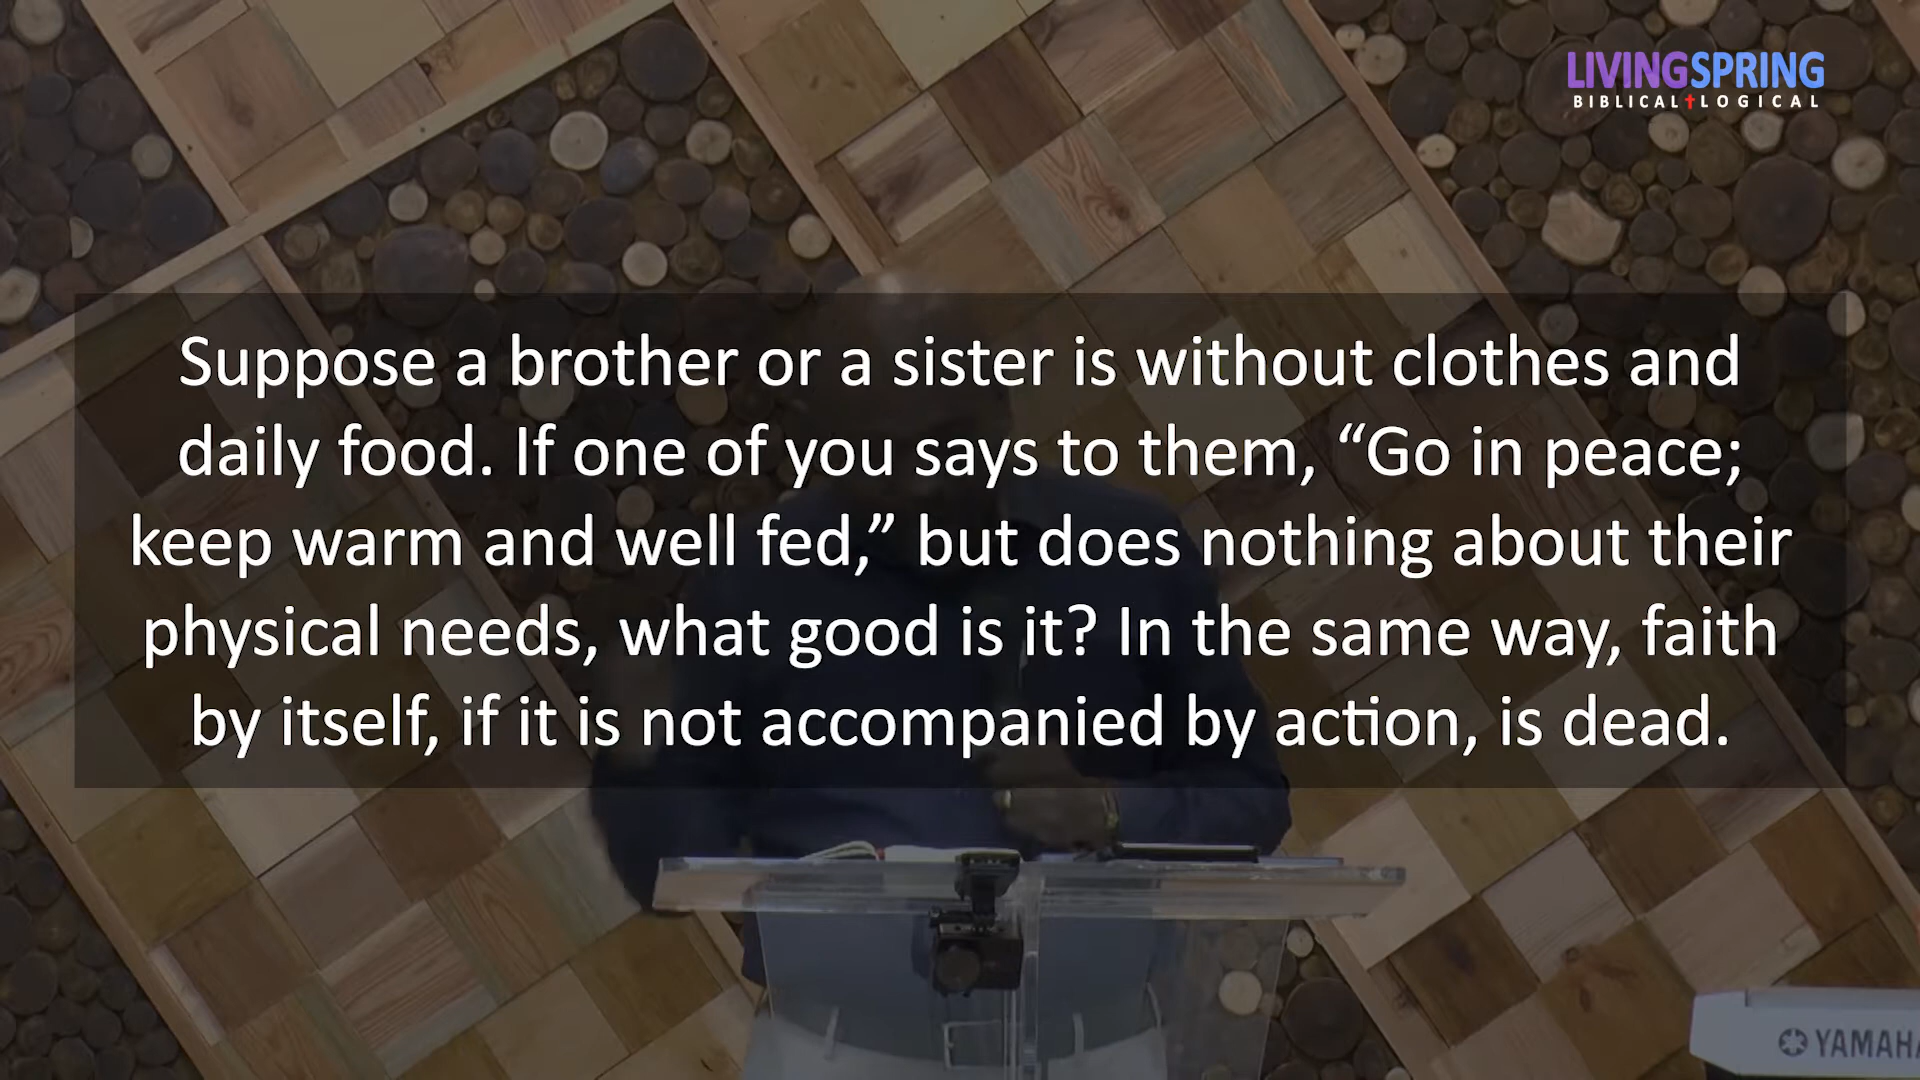 LIVINGSPRING
BIBLICAL✝LOGICAL
Suppose a brother or a sister is without clothes and
daily food. If one of you says to them, “Go in peace;
keep warm and well fed,” but does nothing about their
physical needs, what good is it? In the same way, faith
by itself, if it is not accompanied by action, is dead.
YAMAHA